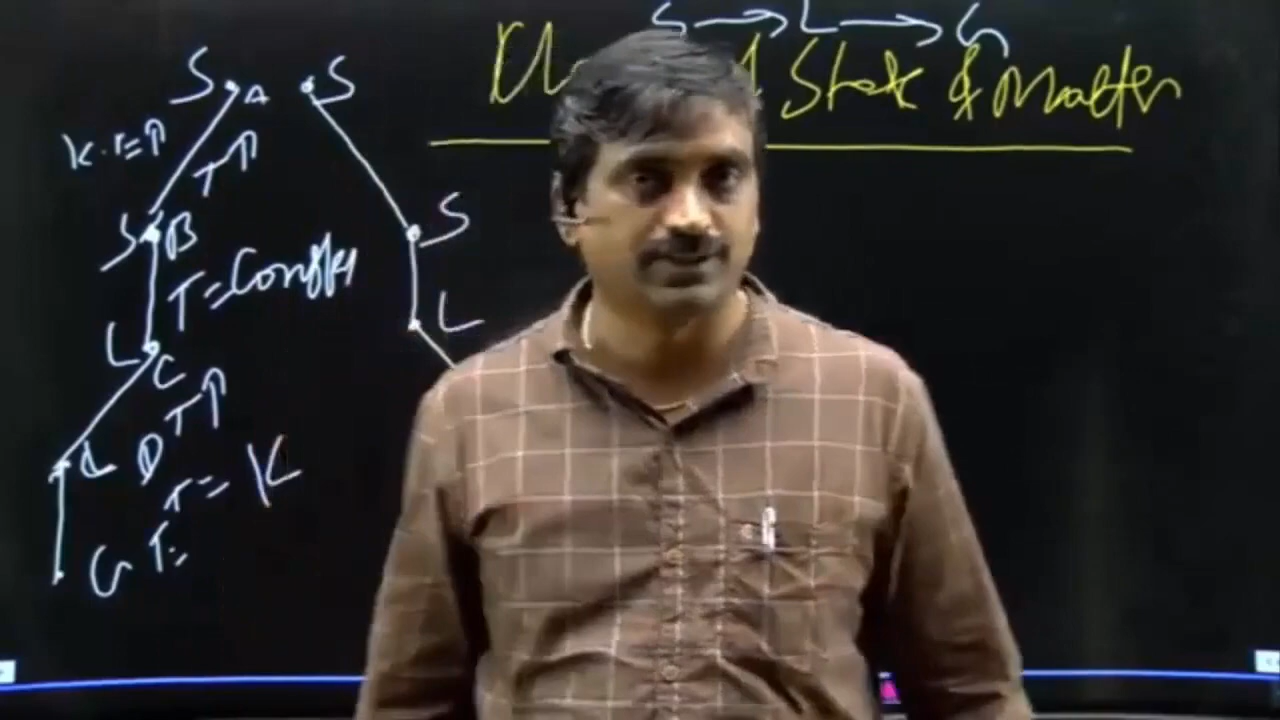 S → L → G
State & Matter
S A
S
K.E = ↑
T ↑
S B
S
T = Const
L C
L
T ↑
L D
T = K
G T =